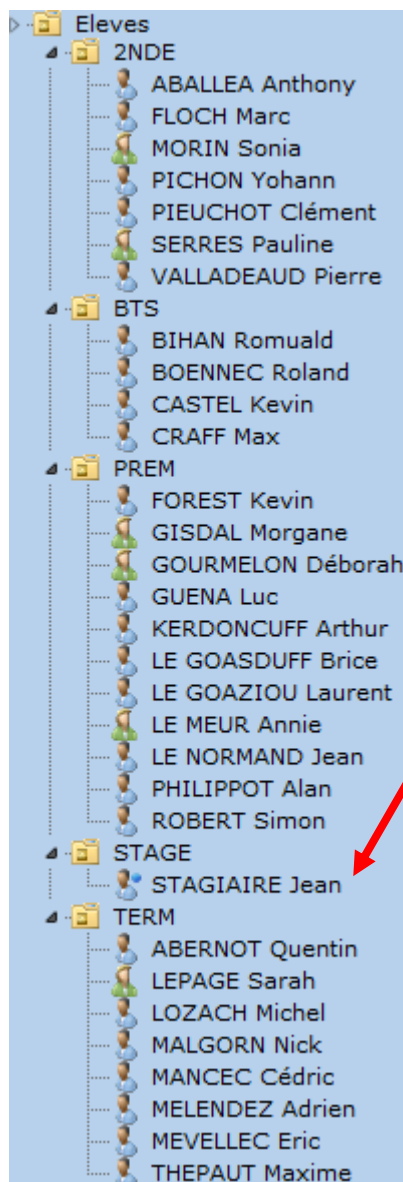 Eleves
2NDE
ABALLEA Anthony
FLOCH Marc
MORIN Sonia
PICHON Yohann
PIEUCHOT Clément
SERRES Pauline
VALLADEAUD Pierre
BTS
BIHAN Romuald
BOENNEC Roland
CASTEL Kevin
CRAFF Max
PREM
FOREST Kevin
GISDAL Morgane
GOURMELON Déborah
GUENA Luc
KERDONCUFF Arthur
LE GOASDUFF Brice
LE GOAZIOU Laurent
LE MEUR Annie
LE NORMAND Jean
PHILIPPOT Alan
ROBERT Simon
STAGE
STAGIAIRE Jean
TERM
ABERNOT Quentin
LEPAGE Sarah
LOZACH Michel
MALGORN Nick
MANCEC Cédric
MELENDEZ Adrien
MEVELLEC Eric
THEPAUT Maxime